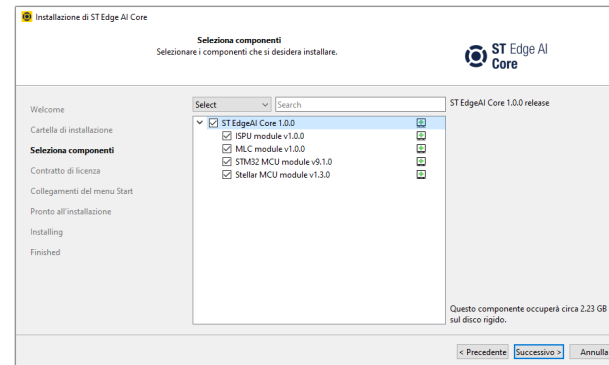 Installazione di ST Edge AI Core
Seleziona componenti
Selezionare i componenti che si desidera installare.
ST Edge AI
Core
Welcome
Cartella di installazione
Seleziona componenti
Contratto di licenza
Collegamenti del menu Start
Pronto all'installazione
Installing
Finished
Select
Search
ST EdgeAI Core 1.0.0
ISPU module v1.0.0
MLC module v1.0.0
STM32 MCU module v9.1.0
Stellar MCU module v1.3.0
ST EdgeAI Core 1.0.0 release
Questo componente occuperà circa 2.23 GB
sul disco rigido.
< Precedente
Successivo >
Annulla